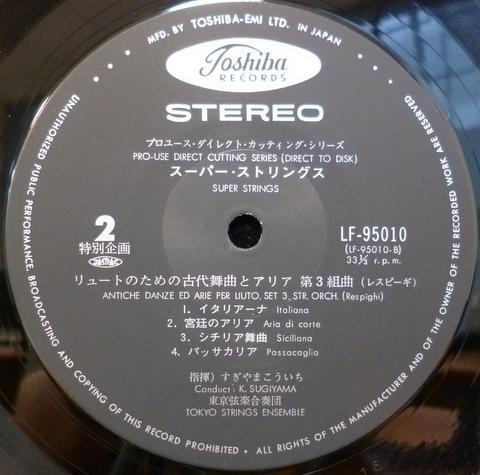 MFD. BY TOSHIBA-EMI LTD. IN JAPAN
Toshiba
RECORDS
STEREO
プロユース・ダイレクト・カッティング・シリーズ
PRO-USE DIRECT CUTTING SERIES (DIRECT TO DISK)
スーパー・ストリングス
SUPER STRINGS
2
特別企画
LF-95010
(LF-95010-B)
33⅓ r.p.m.
リュートのための古代舞曲とアリア 第3組曲 (レスピーギ)
ANTICHE DANZE ED ARIE PER LIUTO, SET 3., STR. ORCH. (Respighi)
1. イタリアーナ Italiana
2. 宮廷のアリア Aria di corte
3. シチリア舞曲 Siciliana
4. パッサカリア Passacaglia
指揮) すぎやまこういち
Conduct: K. SUGIYAMA
東京弦楽合奏団
TOKYO STRINGS ENSEMBLE
UNAUTHORIZED PUBLIC PERFORMANCE, BROADCASTING AND COPYING OF THIS RECORD PROHIBITED • ALL RIGHTS OF THE MANUFACTURER AND OF THE OWNER OF THE RECORDED WORK RESERVED